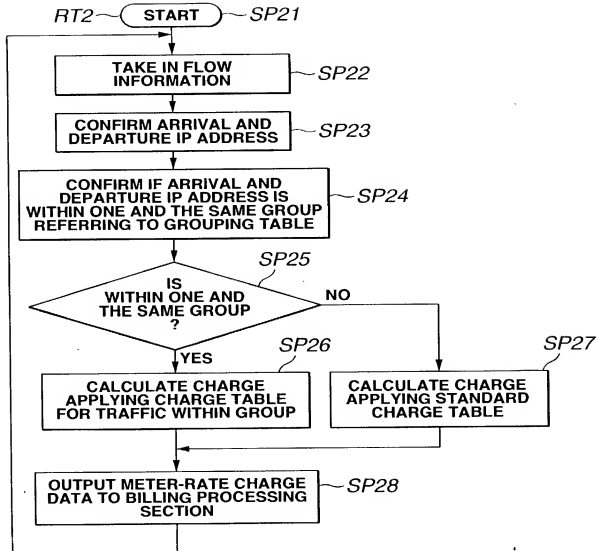 RT2 START SP21
TAKE IN FLOW
INFORMATION
SP22
CONFIRM ARRIVAL AND
DEPARTURE IP ADDRESS
SP23
CONFIRM IF ARRIVAL AND
DEPARTURE IP ADDRESS IS
WITHIN ONE AND THE SAME GROUP
REFERRING TO GROUPING TABLE
SP24
SP25
IS
WITHIN ONE AND
THE SAME GROUP
?
NO
YES
SP26
CALCULATE CHARGE
APPLYING CHARGE TABLE
FOR TRAFFIC WITHIN GROUP
SP27
CALCULATE CHARGE
APPLYING STANDARD
CHARGE TABLE
OUTPUT METER-RATE CHARGE
DATA TO BILLING PROCESSING
SECTION
SP28